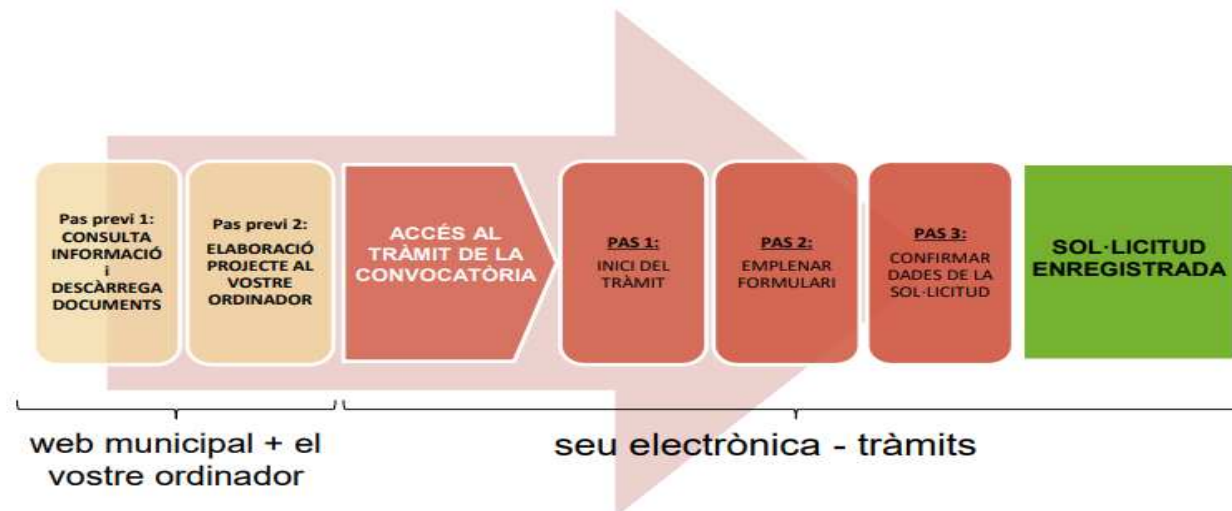 Pas previ 1:
CONSULTA
INFORMACIÓ
i
DESCÀRREGA
DOCUMENTS
Pas previ 2:
ELABORACIÓ
PROJECTE AL
VOSTRE
ORDINADOR
ACCÉS AL
TRÀMIT DE LA
CONVOCATÒRIA
PAS 1:
INICI DEL
TRÀMIT
PAS 2:
EMPLENAR
FORMULARI
PAS 3:
CONFIRMAR
DADES DE LA
SOL·LICITUD
SOL·LICITUD
ENREGISTRADA
web municipal + el
vostre ordinador
seu electrònica - tràmits